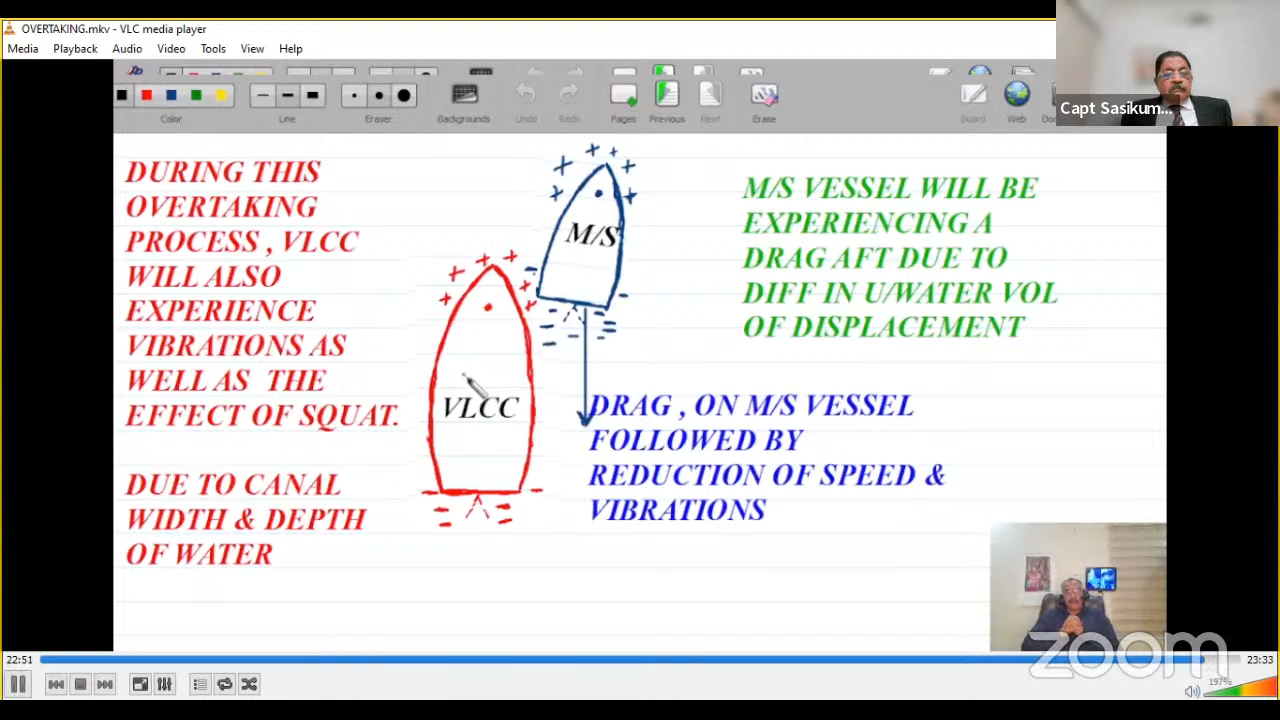 OVERTAKING.mkv - VLC media player
Media Playback Audio Video Tools View Help
Capt Sasikum...
Color Line Eraser Backgrounds Undo Redo Pages Previous Next Erase Board Web
DURING THIS
OVERTAKING
PROCESS , VLCC
WILL ALSO
EXPERIENCE
VIBRATIONS AS
WELL AS THE
EFFECT OF SQUAT.
DUE TO CANAL
WIDTH & DEPTH
OF WATER
M/S
VLCC
M/S VESSEL WILL BE
EXPERIENCING A
DRAG AFT DUE TO
DIFF IN U/WATER VOL
OF DISPLACEMENT
DRAG , ON M/S VESSEL
FOLLOWED BY
REDUCTION OF SPEED &
VIBRATIONS
zoom
22:51
23:33
197%